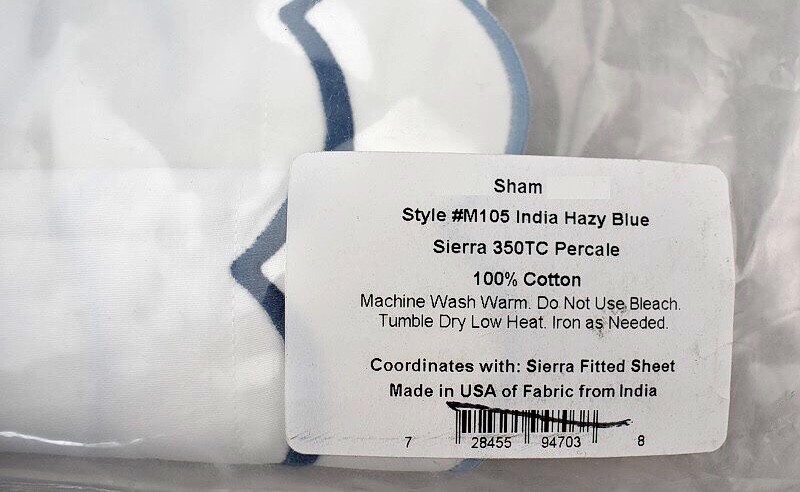 Sham
Style #M105 India Hazy Blue
Sierra 350TC Percale
100% Cotton
Machine Wash Warm. Do Not Use Bleach.
Tumble Dry Low Heat. Iron as Needed.
Coordinates with: Sierra Fitted Sheet
Made in USA of Fabric from India
7 28455 94703 8